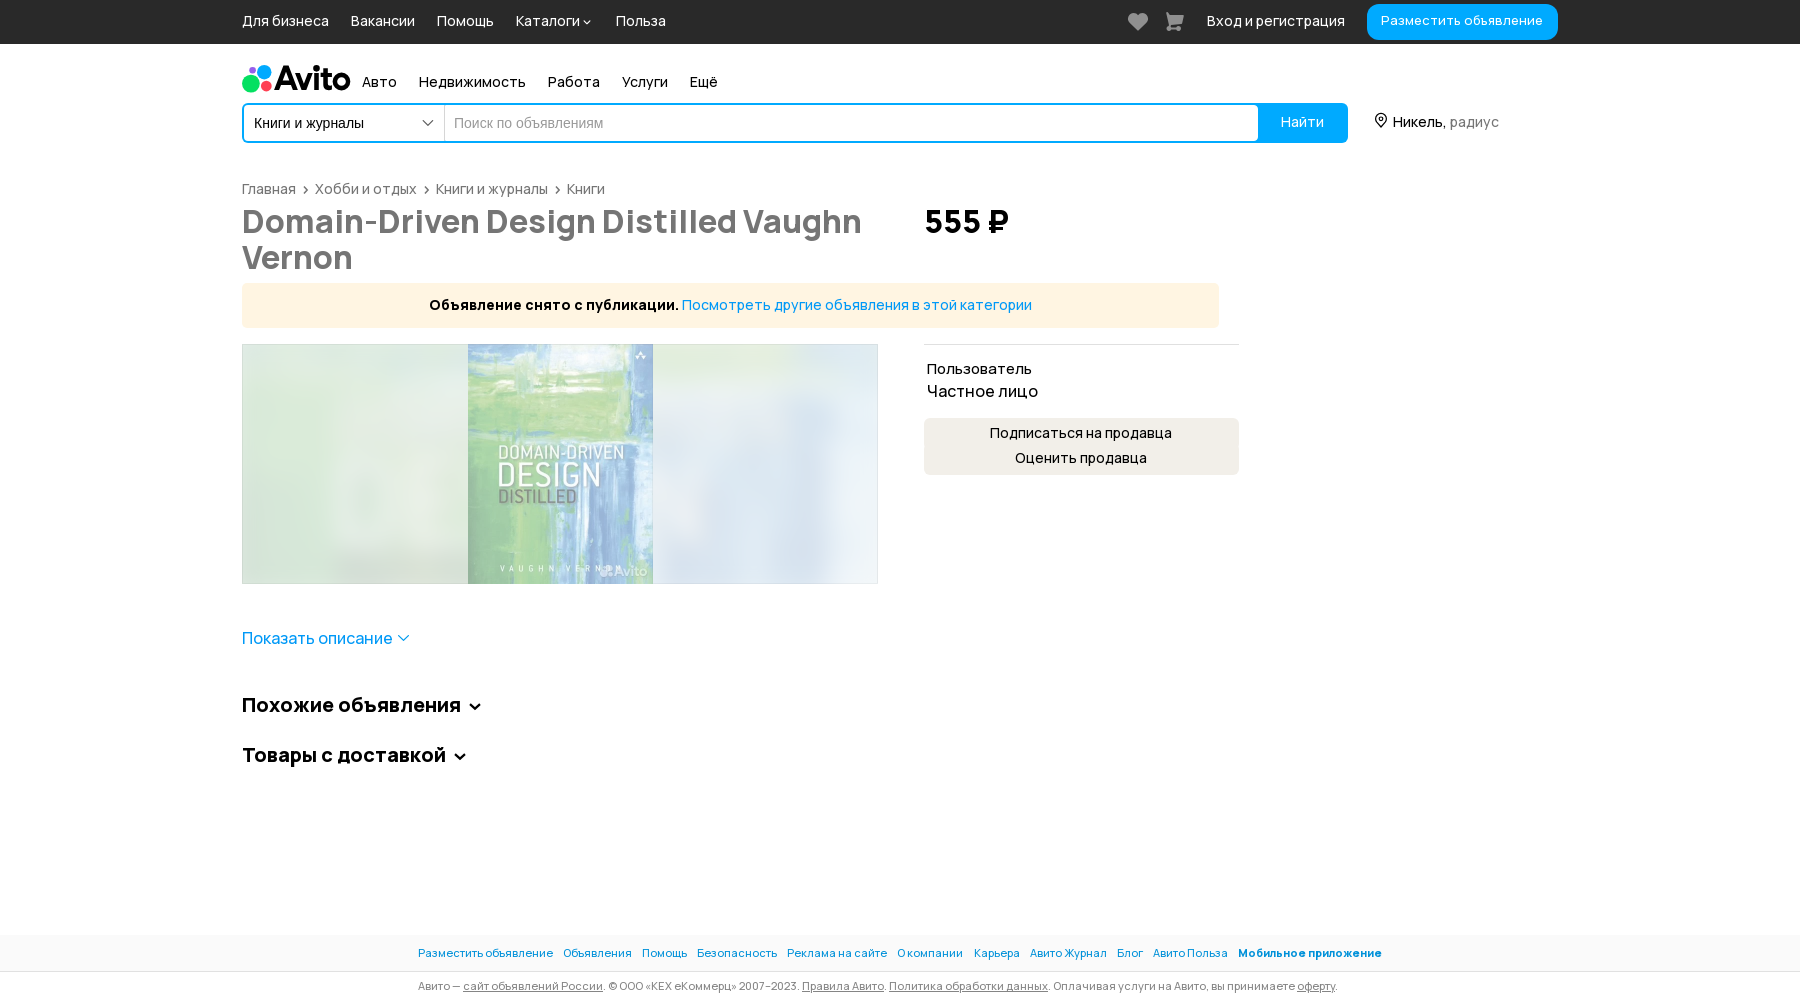 Для бизнеса Вакансии Помощь Каталоги Польза Вход и регистрация Разместить объявление
Avito Авто Недвижимость Работа Услуги Ещё
Книги и журналы Поиск по объявлениям Найти Никель, радиус
Главная Хобби и отдых Книги и журналы Книги
Domain-Driven Design Distilled Vaughn
Vernon
555 ₽
Объявление снято с публикации. Посмотреть другие объявления в этой категории
DOMAIN-DRIVEN
DESIGN
DISTILLED
VAUGHN VERNON
Avito
Пользователь
Частное лицо
Подписаться на продавца
Оценить продавца
Показать описание
Похожие объявления
Товары с доставкой
Разместить объявление Объявления Помощь Безопасность Реклама на сайте О компании Карьера Авито Журнал Блог Авито Польза Мобильное приложение
Авито — сайт объявлений России. © ООО «КЕХ еКоммерц» 2007–2023. Правила Авито. Политика обработки данных. Оплачивая услуги на Авито, вы принимаете оферту.